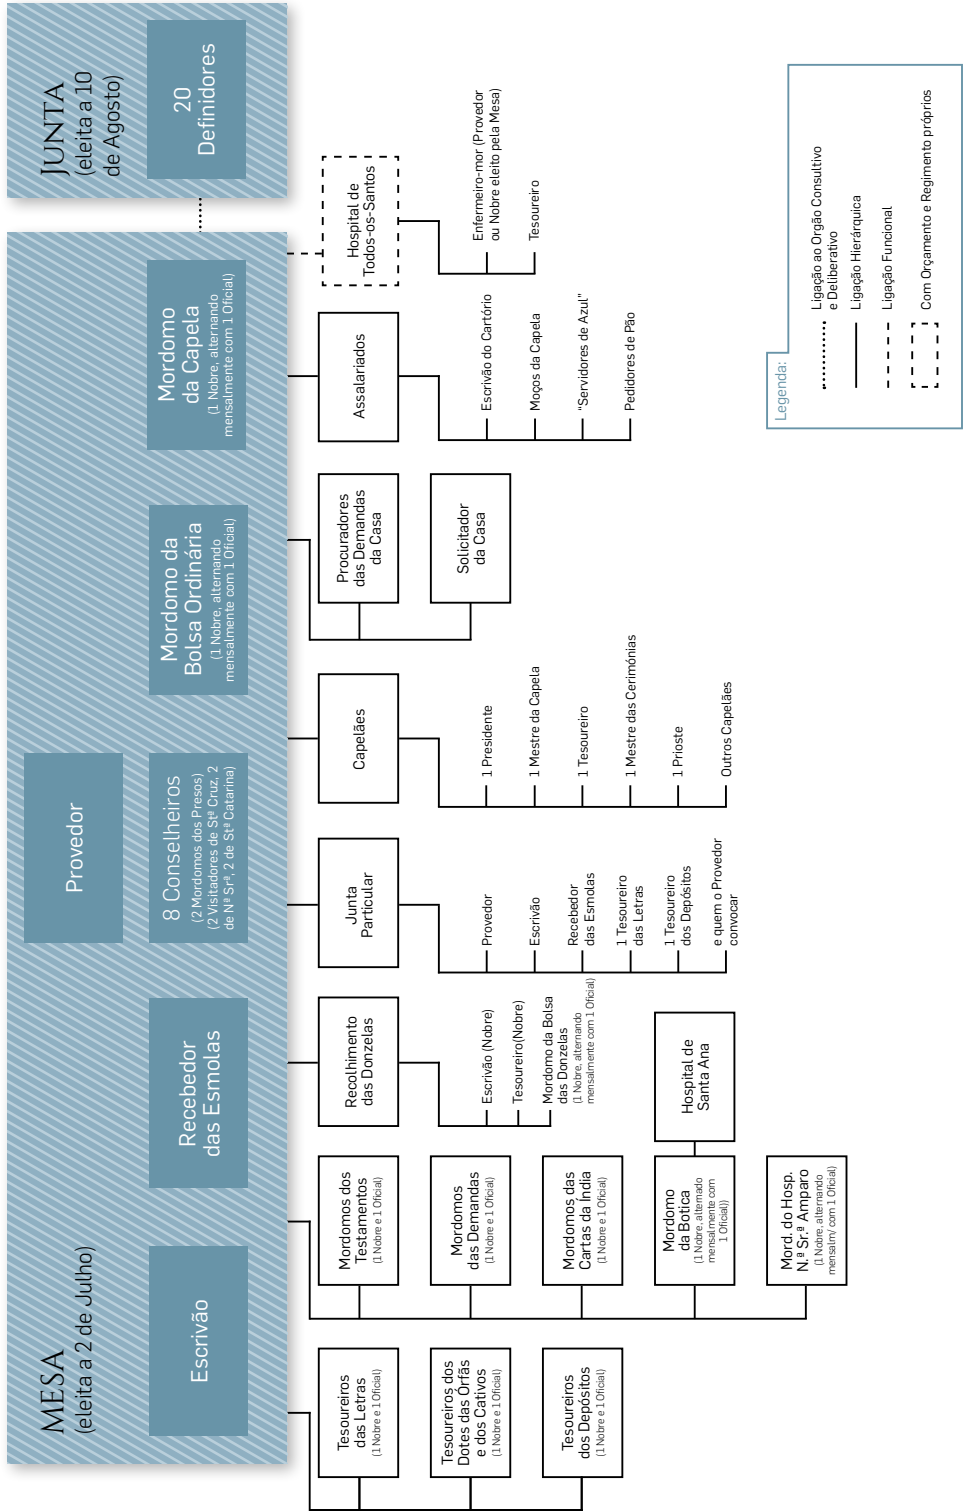 MESA
(eleita a 2 de Julho)
Provedor
Escrivão
Recebedor
das Esmolas
8 Conselheiros
(2 Mordomos dos Presos)
(2 Visitadores de Stª Cruz, 2
de Nª Srª, 2 de Stª Catarina)
Mordomo da
Bolsa Ordinária
(1 Nobre, alternando
mensalmente com 1 Oficial)
Mordomo
da Capela
(1 Nobre, alternando
mensalmente com 1 Oficial)
JUNTA
(eleita a 10
de Agosto)
20
Definidores
Tesoureiros
das Letras
(1 Nobre e 1 Oficial)
Tesoureiros dos
Dotes das Órfãs
e dos Cativos
(1 Nobre e 1 Oficial)
Tesoureiros
dos Depósitos
(1 Nobre e 1 Oficial)
Mordomos dos
Testamentos
(1 Nobre e 1 Oficial)
Mordomos
das Demandas
(1 Nobre e 1 Oficial)
Mordomos das
Cartas da Índia
(1 Nobre e 1 Oficial)
Mordomo
da Botica
(1 Nobre, alternado
mensalmente com
1 Oficial))
Hospital de
Santa Ana
Mord. do Hosp.
N.ª Sr.ª Amparo
(1 Nobre, alternando
mensalm/ com 1 Oficial)
Recolhimento
das Donzelas
Escrivão (Nobre)
Tesoureiro(Nobre)
Mordomo da Bolsa
das Donzelas
(1 Nobre, alternando
mensalmente com 1 Oficial)
Junta
Particular
Provedor
Escrivão
Recebedor
das Esmolas
1 Tesoureiro
das Letras
1 Tesoureiro
dos Depósitos
e quem o Provedor
convocar
Capelães
1 Presidente
1 Mestre da Capela
1 Tesoureiro
1 Mestre das Cerimónias
1 Prioste
Outros Capelães
Procuradores
das Demandas
da Casa
Solicitador
da Casa
Assalariados
Escrivão do Cartório
Moços da Capela
"Servidores de Azul"
Pedidores de Pão
Hospital de
Todos-os-Santos
Enfermeiro-mor (Provedor
ou Nobre eleito pela Mesa)
Tesoureiro
Legenda:
Ligação ao Orgão Consultivo
e Deliberativo
Ligação Hierárquica
Ligação Funcional
Com Orçamento e Regimento próprios